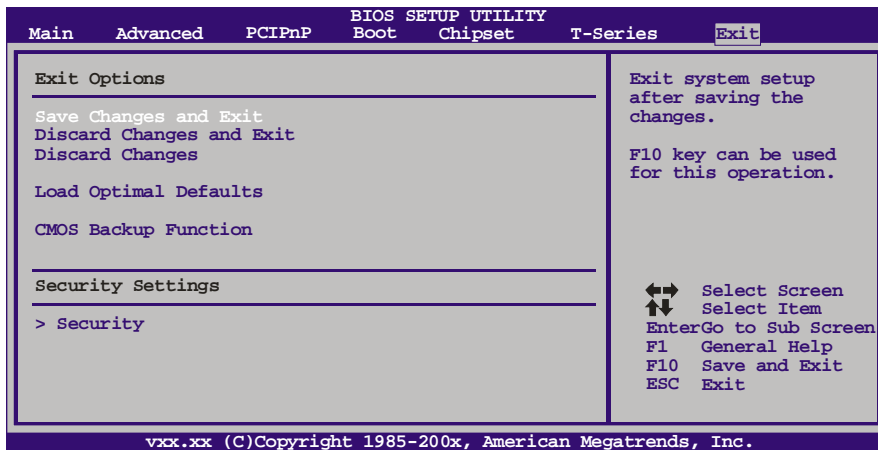 BIOS SETUP UTILITY
Main Advanced PCIPnP Boot Chipset T-Series Exit
Exit Options
Save Changes and Exit
Discard Changes and Exit
Discard Changes
Load Optimal Defaults
CMOS Backup Function
Security Settings
> Security
Exit system setup
after saving the
changes.
F10 key can be used
for this operation.
Select Screen
Select Item
EnterGo to Sub Screen
F1 General Help
F10 Save and Exit
ESC Exit
vxx.xx (C)Copyright 1985-200x, American Megatrends, Inc.